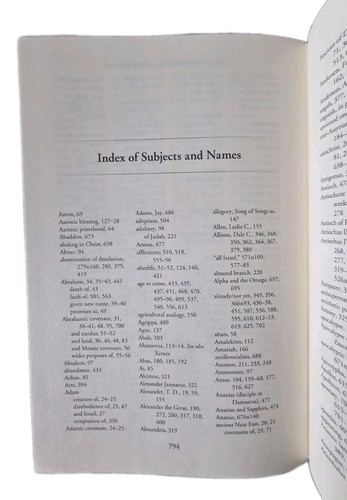 Index of Subjects and Names
Aaron, 69
Aaronic blessing, 127–28
Aaronic priesthood, 64
Abaddon, 673
abiding in Christ, 638
Abner, 94
abomination of desolation,
279n160, 280, 375,
419
Abraham, 34, 35–43, 441
death of, 43
faith of, 501, 563
given new name, 39–40
promises to, 49
Abrahamic covenant, 31,
38–41, 48, 95, 700
and exodus, 51–52
and land, 36, 40, 48, 83
and Mosaic covenant, 56
wider purposes of, 55–56
Absalom, 97
abundance, 433
Achan, 85
Acts, 394
Adam
creation of, 24–25
disobedience of, 25, 47
and Israel, 27
temptation of, 350
Adamic covenant, 24–25
Adams, Jay, 686
adoption, 504
adultery, 98
of Judah, 221
Aeneas, 477
afflictions, 510, 518,
555–56
afterlife, 51–52, 124, 140,
421
age to come, 433, 435,
437, 451, 468, 470,
495–96, 499, 537,
540, 556, 613
agricultural analogy, 550
Agrippa, 489
Agur, 137
Ahab, 103
Ahasuerus, 113–14. See also
Xerxes
Ahaz, 180, 185, 192
Ai, 85
Alcimus, 321
Alexander Jannaeus, 322
Alexander, T. D., 19, 59,
155
Alexander the Great, 190,
272, 280, 317, 318,
600
Alexandria, 319
allegory, Song of Songs as,
147
Allen, Leslie C., 155
Allison, Dale C., 346, 348,
350, 362, 364, 367,
379, 380
"all Israel," 571n109,
577–83
almond branch, 220
Alpha and the Omega, 657,
695
already/not yet, 349, 356,
366n93, 436–38,
451, 507, 536, 588,
595, 610, 612–13,
619, 625, 702
altars, 58
Amalekites, 112
Amaziah, 166
amillennialists, 688
Ammon, 211, 233, 248
Ammonites, 97
Amos, 104, 159–68, 177,
516, 627
Ananias (disciple in
Damascus), 477
Ananias and Sapphira, 474
Ananus, 676n140
ancient Near East, 20, 21
covenants of, 29, 71
794